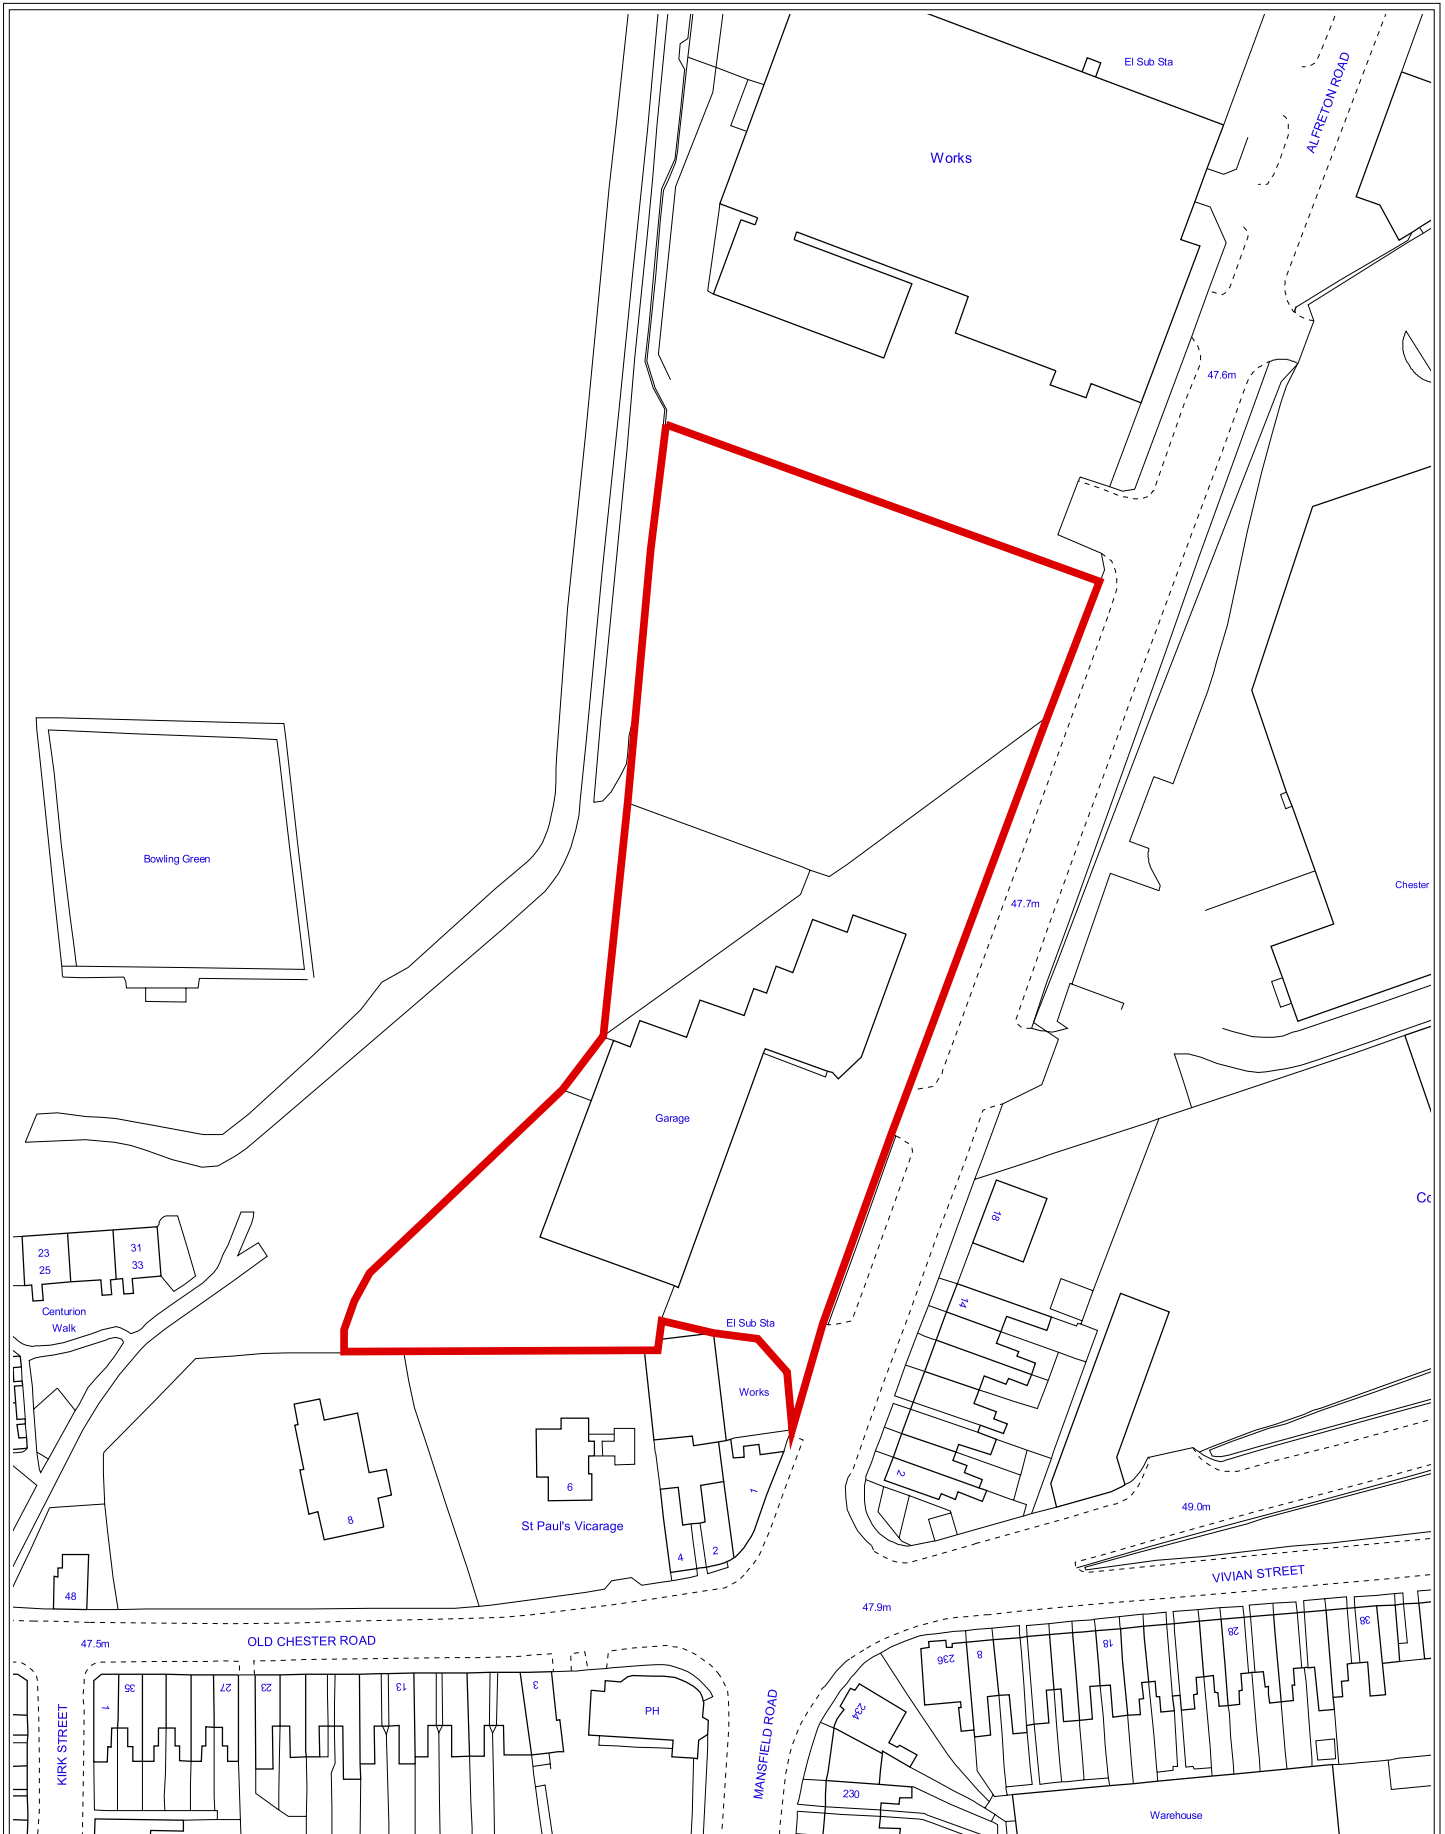 El Sub Sta
ALFRETON ROAD
Works
47.6m
Bowling Green
Chester
47.7m
Garage
18
23
25
31
33
Centurion
Walk
14
El Sub Sta
Works
2
6
8
1
St Paul's Vicarage
4
2
48
49.0m
VIVIAN STREET
47.9m
47.5m
OLD CHESTER ROAD
236
8
18
28
38
1
35
27
23
13
3
PH
234
KIRK STREET
MANSFIELD ROAD
230
Warehouse